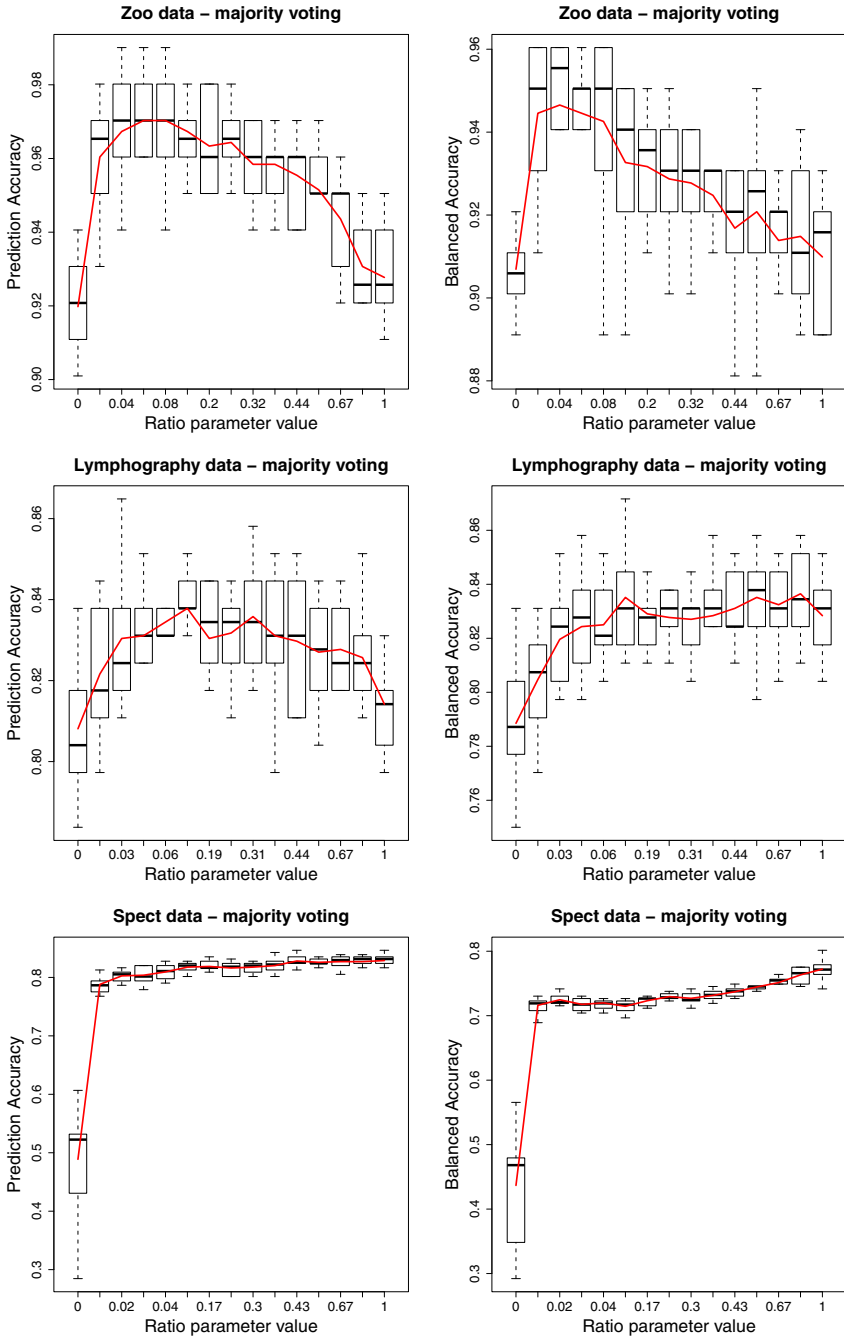 Zoo data – majority voting
Prediction Accuracy
0.98
0.96
0.94
0.92
0.90
0 0.04 0.08 0.2 0.32 0.44 0.67 1
Ratio parameter value
Zoo data – majority voting
Balanced Accuracy
0.96
0.94
0.92
0.90
0.88
0 0.04 0.08 0.2 0.32 0.44 0.67 1
Ratio parameter value
Lymphography data – majority voting
Prediction Accuracy
0.86
0.84
0.82
0.80
0 0.03 0.06 0.19 0.31 0.44 0.67 1
Ratio parameter value
Lymphography data – majority voting
Balanced Accuracy
0.86
0.84
0.82
0.80
0.78
0.76
0 0.03 0.06 0.19 0.31 0.44 0.67 1
Ratio parameter value
Spect data – majority voting
Prediction Accuracy
0.8
0.7
0.6
0.5
0.4
0.3
0 0.02 0.04 0.17 0.3 0.43 0.67 1
Ratio parameter value
Spect data – majority voting
Balanced Accuracy
0.8
0.7
0.6
0.5
0.4
0.3
0 0.02 0.04 0.17 0.3 0.43 0.67 1
Ratio parameter value